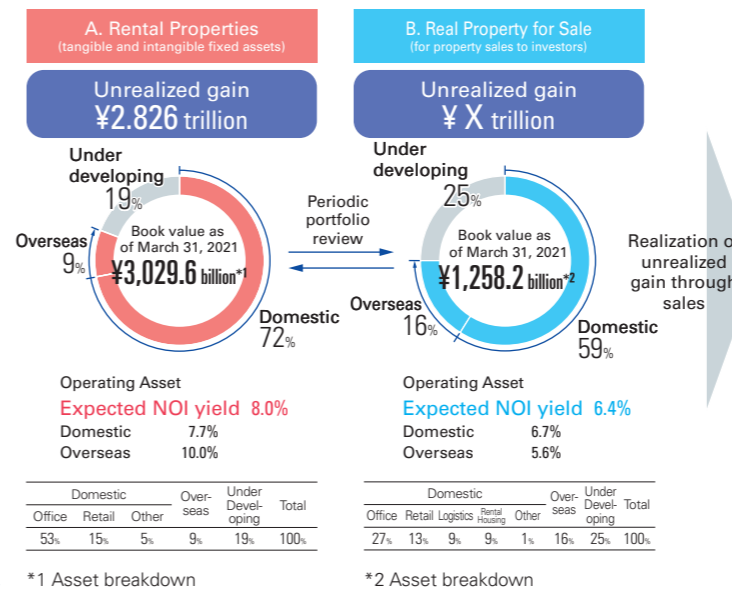 A. Rental Properties
(tangible and intangible fixed assets)
Unrealized gain
¥2.826 trillion
Under
developing
19%
Overseas
9%
Book value as
of March 31, 2021
¥3,029.6 billion*1
Domestic
72%
Operating Asset
Expected NOI yield 8.0%
Domestic 7.7%
Overseas 10.0%
Domestic Over-seas Under Devel-oping Total
Office Retail Other
53% 15% 5% 9% 19% 100%
*1 Asset breakdown
Periodic
portfolio
review
B. Real Property for Sale
(for property sales to investors)
Unrealized gain
¥ X trillion
Under
developing
25%
Book value as
of March 31, 2021
¥1,258.2 billion*2
Overseas
16%
Domestic
59%
Operating Asset
Expected NOI yield 6.4%
Domestic 6.7%
Overseas 5.6%
Domestic Over-seas Under Devel-oping Total
Office Retail Logistics Rental Housing Other
27% 13% 9% 9% 1% 16% 25% 100%
*2 Asset breakdown
Realization o
unrealized
gain through
sales